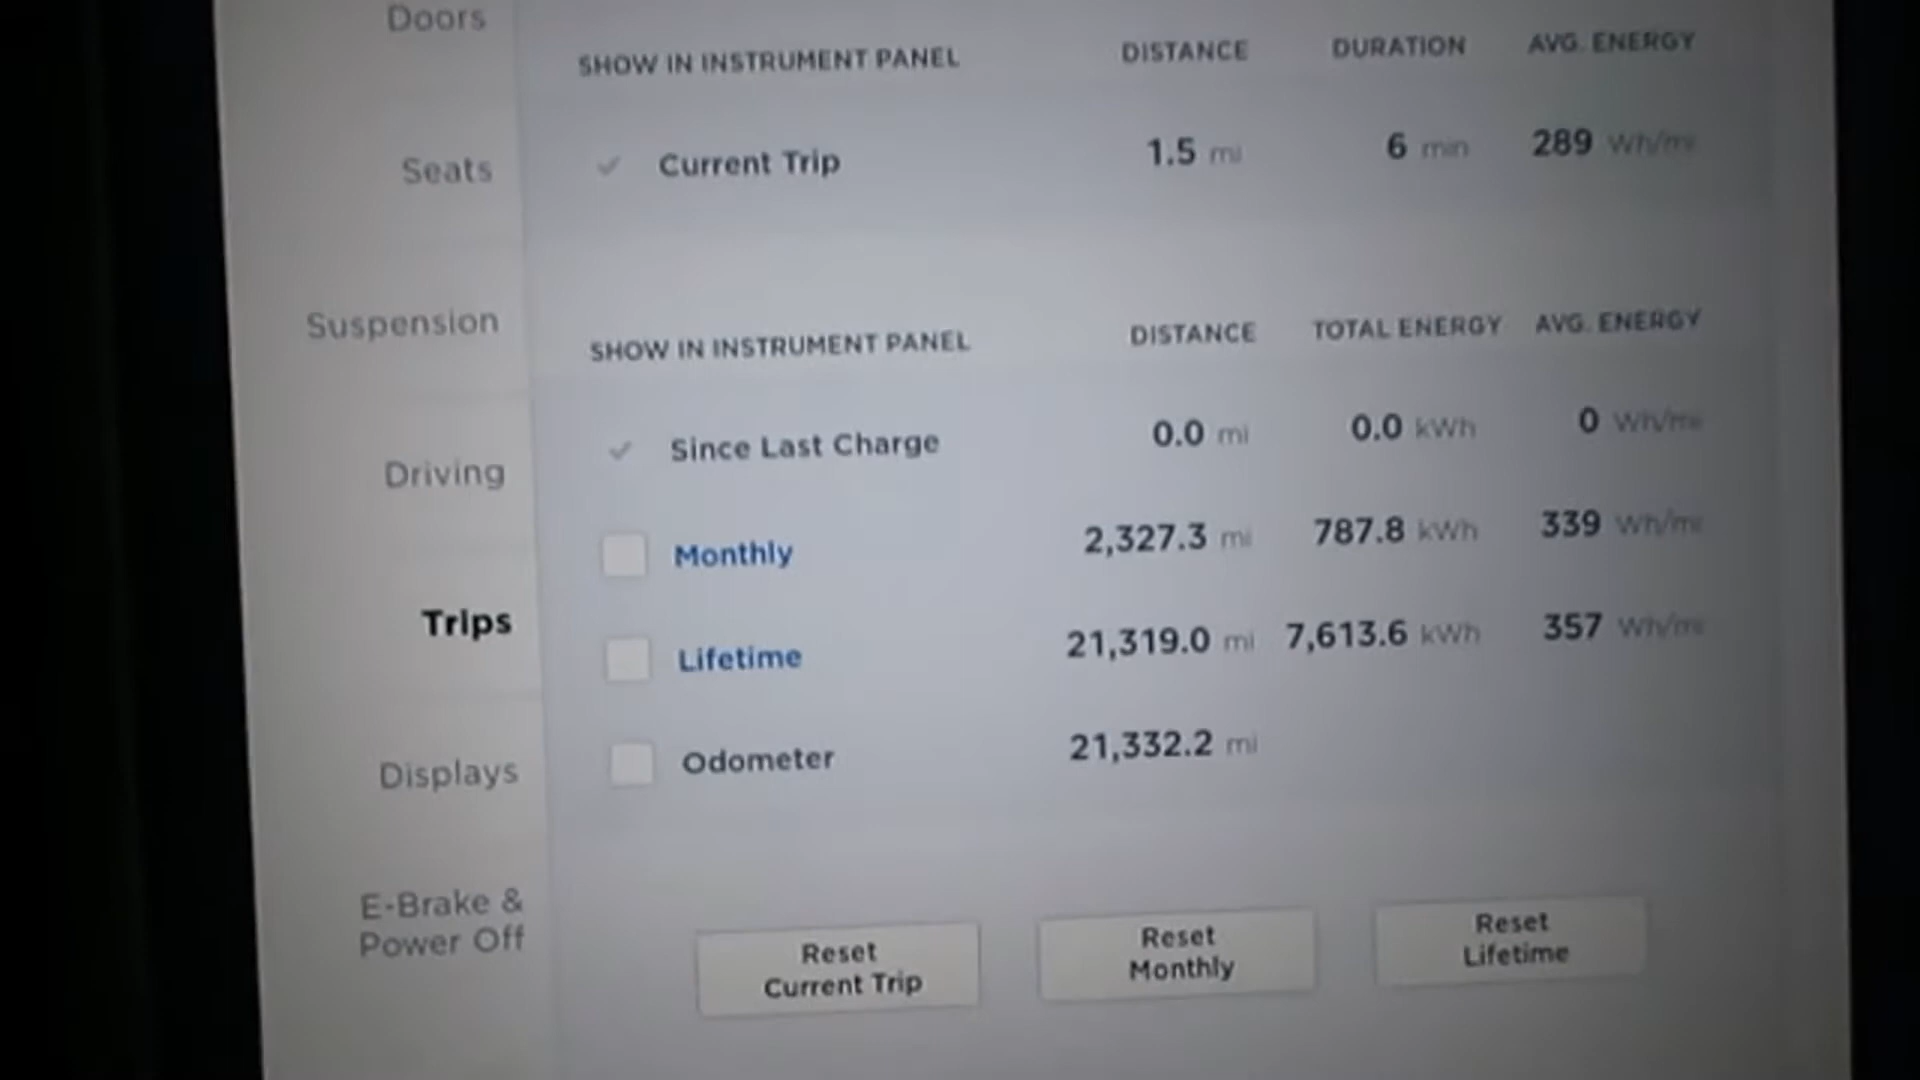 Doors
SHOW IN INSTRUMENT PANEL DISTANCE DURATION AVG. ENERGY
Seats
Current Trip 1.5 mi 6 min 289 Wh/mi
Suspension
SHOW IN INSTRUMENT PANEL DISTANCE TOTAL ENERGY AVG. ENERGY
Driving
Since Last Charge 0.0 mi 0.0 kWh 0 Wh/mi
Monthly 2,327.3 mi 787.8 kWh 339 Wh/mi
Trips
Lifetime 21,319.0 mi 7,613.6 kWh 357 Wh/mi
Displays
Odometer 21,332.2 mi
E-Brake &
Power Off
Reset
Current Trip
Reset
Monthly
Reset
Lifetime